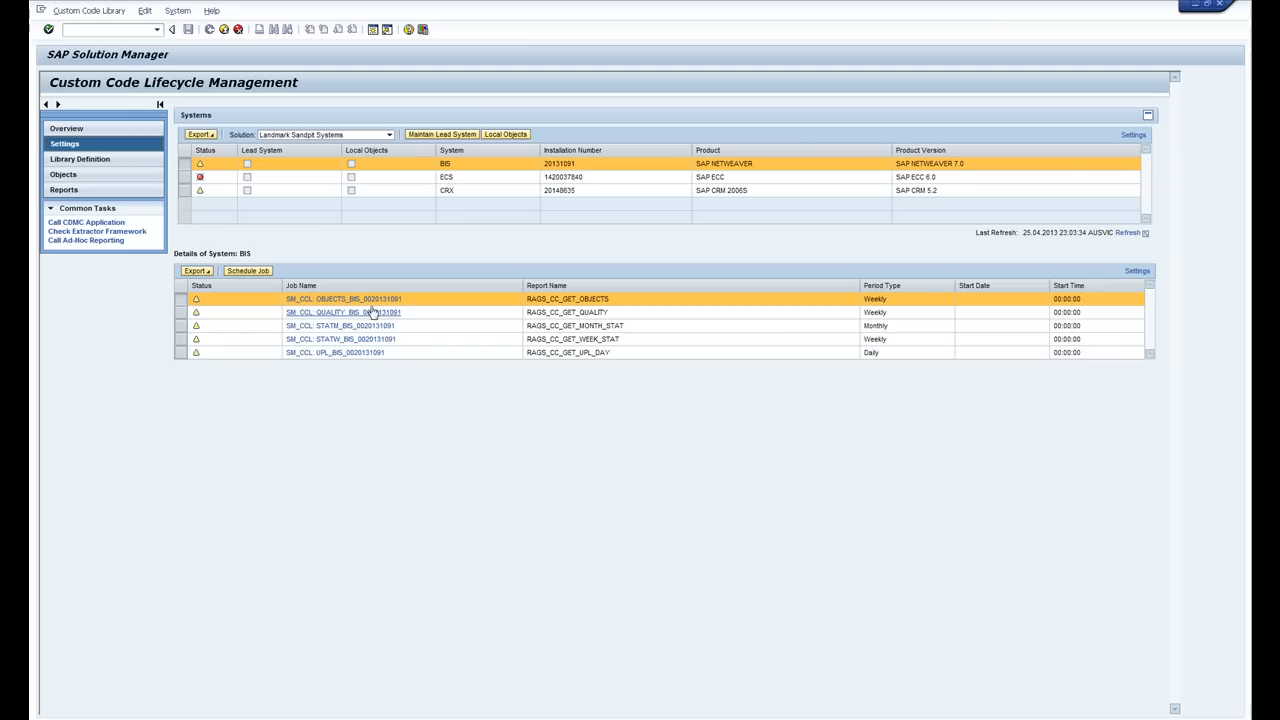 Custom Code Library Edit System Help
SAP Solution Manager
Custom Code Lifecycle Management
Overview
Settings
Library Definition
Objects
Reports
Common Tasks
Call CDMC Application
Check Extractor Framework
Call Ad-Hoc Reporting
Systems
Export Solution: Landmark Sandpit Systems Maintain Lead System Local Objects Settings
Status Lead System Local Objects System Installation Number Product Product Version
BIS 20131091 SAP NETWEAVER SAP NETWEAVER 7.0
ECS 1420037840 SAP ECC SAP ECC 6.0
CRX 20148635 SAP CRM 2006S SAP CRM 5.2
Last Refresh: 25.04.2013 23:03:34 AUSVIC Refresh
Details of System: BIS
Export Schedule Job Settings
Status Job Name Report Name Period Type Start Date Start Time
SM_CCL: OBJECTS_BIS_0020131091 RAGS_CC_GET_OBJECTS Weekly 00:00:00
SM_CCL: QUALITY_BIS_0020131091 RAGS_CC_GET_QUALITY Weekly 00:00:00
SM_CCL: STATM_BIS_0020131091 RAGS_CC_GET_MONTH_STAT Monthly 00:00:00
SM_CCL: STATW_BIS_0020131091 RAGS_CC_GET_WEEK_STAT Weekly 00:00:00
SM_CCL: UPL_BIS_0020131091 RAGS_CC_GET_UPL_DAY Daily 00:00:00